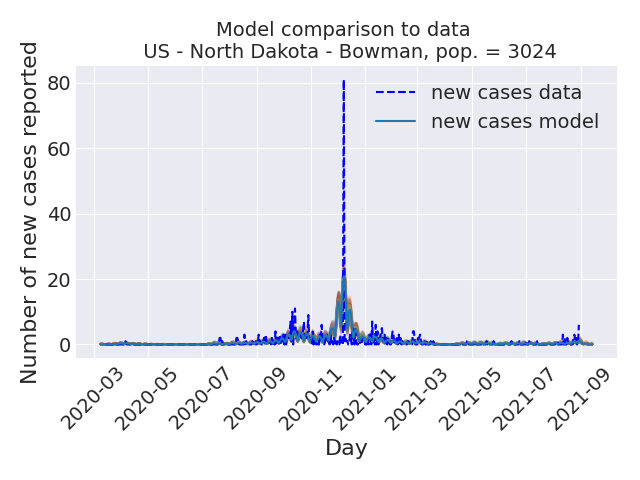 Model comparison to data
US - North Dakota - Bowman, pop. = 3024
Number of new cases reported
80
60
40
20
0
new cases data
new cases model
2020-03
2020-05
2020-07
2020-09
2020-11
2021-01
2021-03
2021-05
2021-07
2021-09
Day